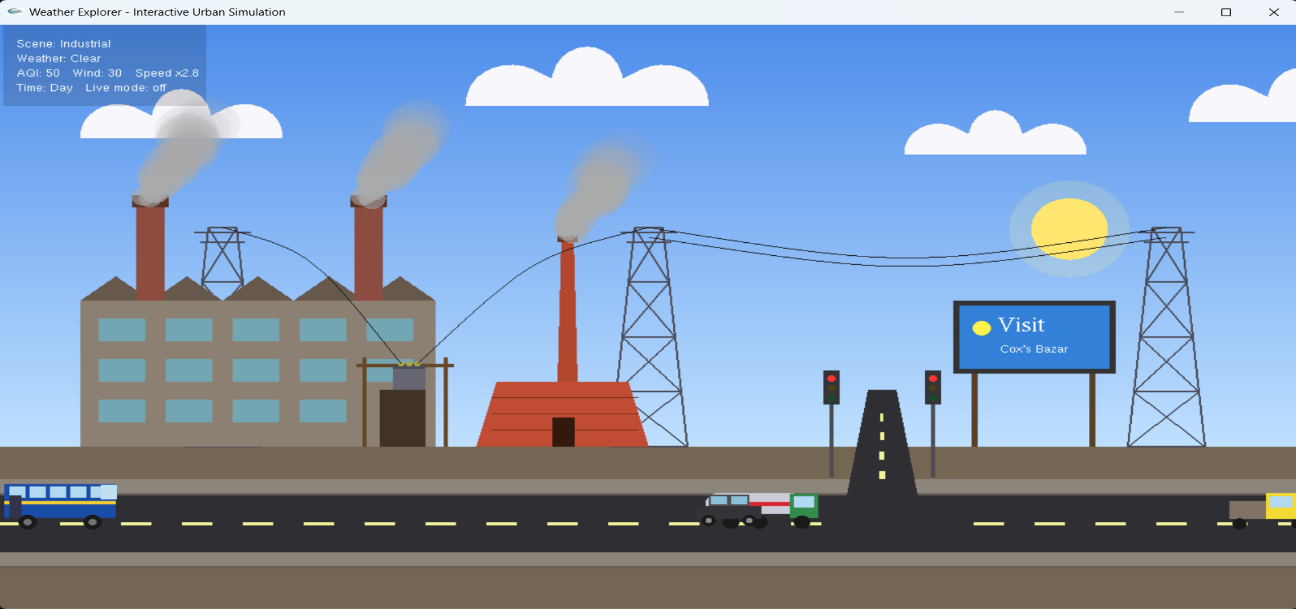 Weather Explorer - Interactive Urban Simulation
Scene: Industrial
Weather: Clear
AQI: 50 Wind: 30 Speed x2.8
Time: Day Live mode: off
Visit
Cox's Bazar